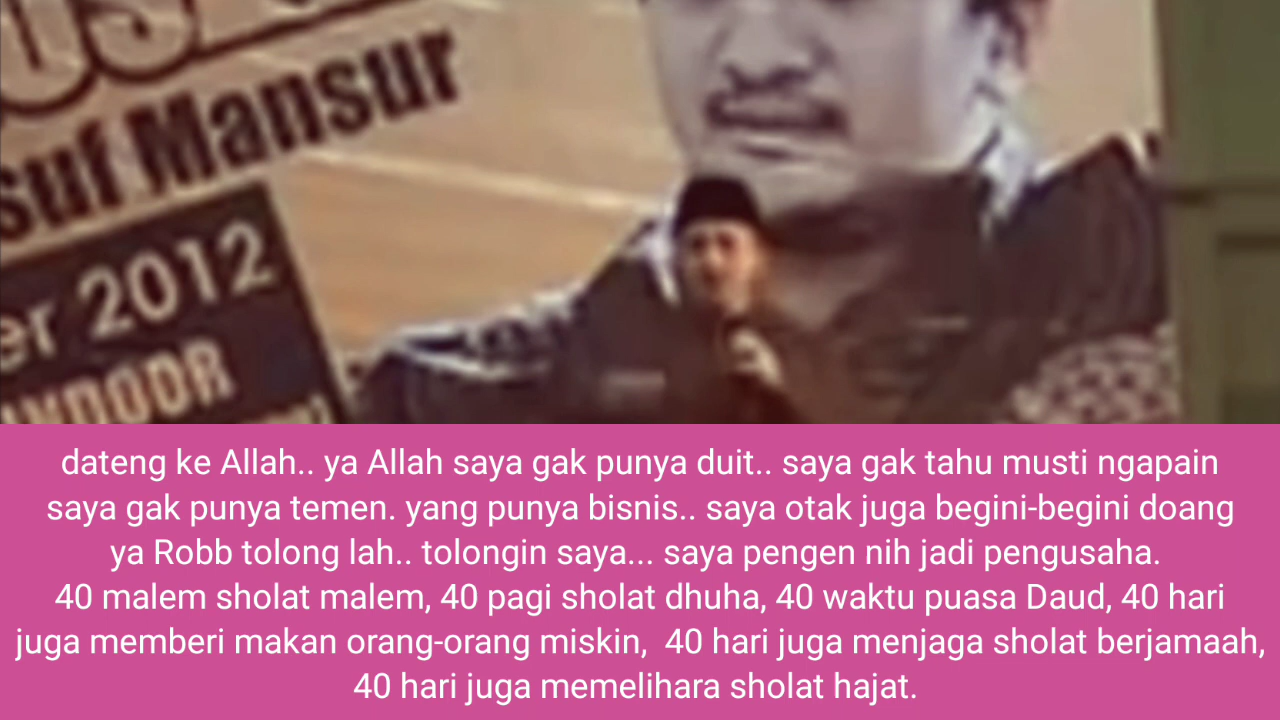 suf Mansur
er 2012
INDOOR
dateng ke Allah.. ya Allah saya gak punya duit.. saya gak tahu musti ngapain
saya gak punya temen. yang punya bisnis.. saya otak juga begini-begini doang
ya Robb tolong lah.. tolongin saya... saya pengen nih jadi pengusaha.
40 malem sholat malem, 40 pagi sholat dhuha, 40 waktu puasa Daud, 40 hari
juga memberi makan orang-orang miskin,  40 hari juga menjaga sholat berjamaah,
40 hari juga memelihara sholat hajat.